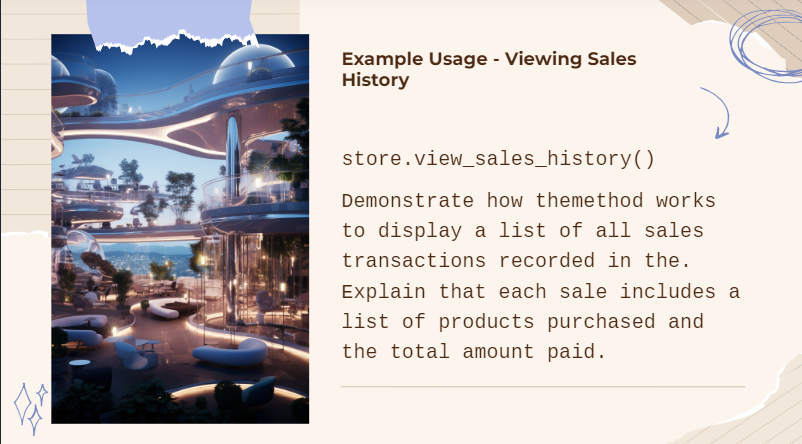 Example Usage - Viewing Sales
History
store.view_sales_history()
Demonstrate how themethod works
to display a list of all sales
transactions recorded in the.
Explain that each sale includes a
list of products purchased and
the total amount paid.